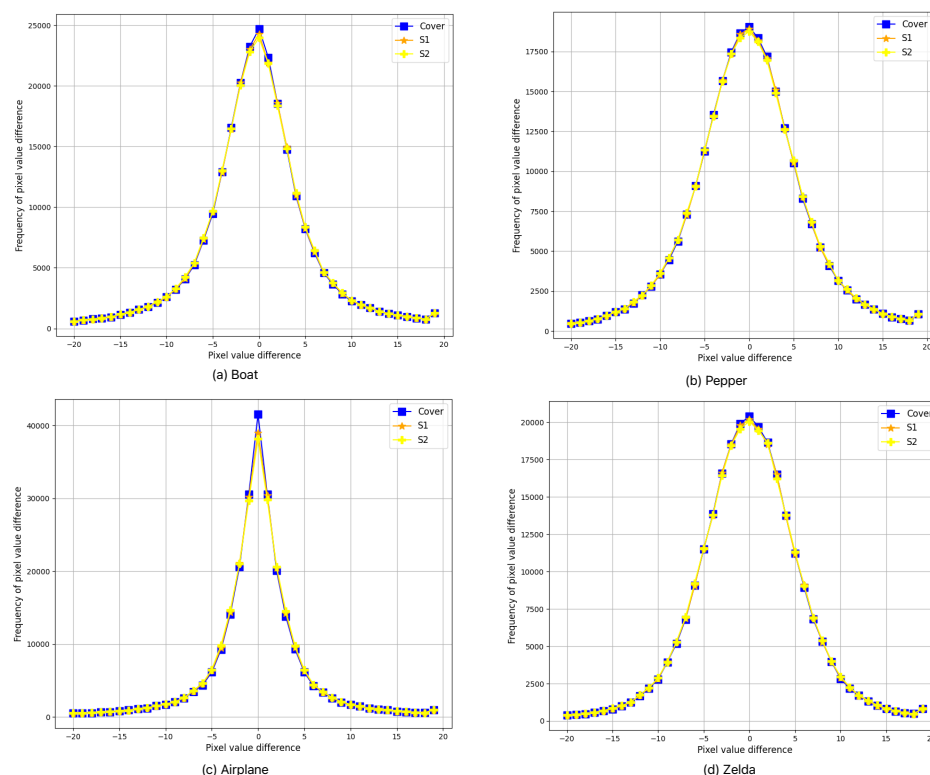 Frequency of pixel value difference
25000
20000
15000
10000
5000
0
−20 −15 −10 −5 0 5 10 15 20
Pixel value difference
Cover
S1
S2
(a) Boat
Frequency of pixel value difference
17500
15000
12500
10000
7500
5000
2500
0
−20 −15 −10 −5 0 5 10 15 20
Pixel value difference
Cover
S1
S2
(b) Pepper
Frequency of pixel value difference
40000
30000
20000
10000
0
−20 −15 −10 −5 0 5 10 15 20
Pixel value difference
Cover
S1
S2
(c) Airplane
Frequency of pixel value difference
20000
17500
15000
12500
10000
7500
5000
2500
0
−20 −15 −10 −5 0 5 10 15 20
Pixel value difference
Cover
S1
S2
(d) Zelda